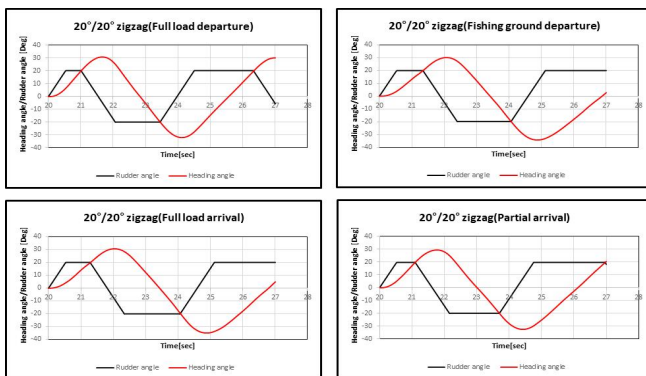 20°/20° zigzag(Full load departure)
Heading angle/Rudder angle [Deg]
40
30
20
10
0
-10
-20
-30
-40
20 21 22 23 24 25 26 27 28
Time[sec]
Rudder angle Heading angle
20°/20° zigzag(Fishing ground departure)
Heading angle/Rudder angle [Deg]
40
30
20
10
0
-10
-20
-30
-40
20 21 22 23 24 25 26 27 28
Time[sec]
Rudder angle Heading angle
20°/20° zigzag(Full load arrival)
Heading angle/Rudder angle [Deg]
40
30
20
10
0
-10
-20
-30
-40
20 21 22 23 24 25 26 27 28
Time[sec]
Rudder angle Heading angle
20°/20° zigzag(Partial arrival)
Heading angle/Rudder angle [Deg]
40
30
20
10
0
-10
-20
-30
-40
20 21 22 23 24 25 26 27 28
Time[sec]
Rudder angle Heading angle